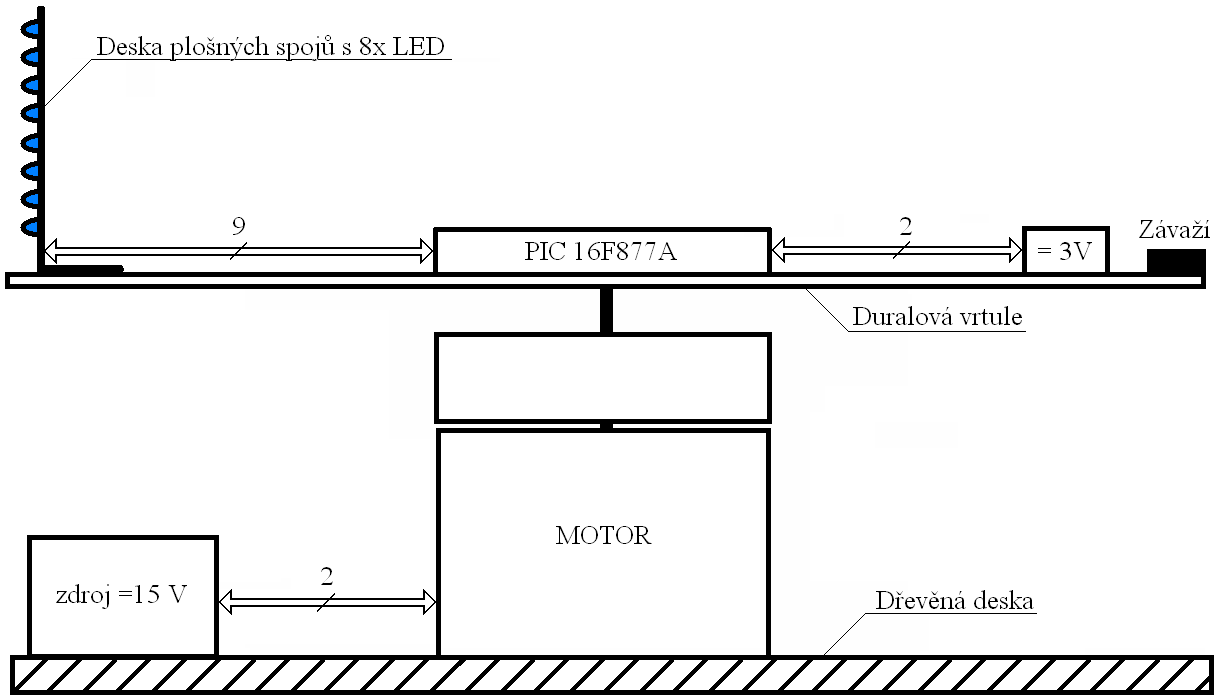 Deska plošných spojů s 8x LED
9
2
Závaží
PIC 16F877A
= 3V
Duralová vrtule
MOTOR
2
zdroj =15 V
Dřevěná deska